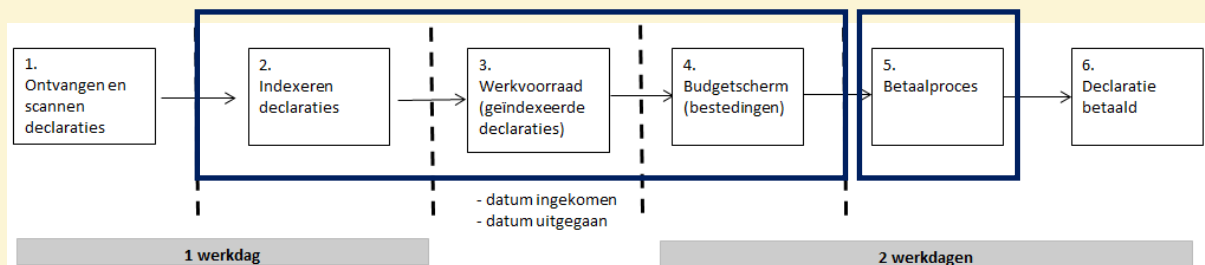 1.
Ontvangen en
scannen
declaraties
2.
Indexeren
declaraties
3.
Werkvoorraad
(geïndexeerde
declaraties)
4.
Budgetscherm
(bestedingen)
5.
Betaalproces
6.
Declaratie
betaald
- datum ingekomen
- datum uitgegaan
1 werkdag
2 werkdagen